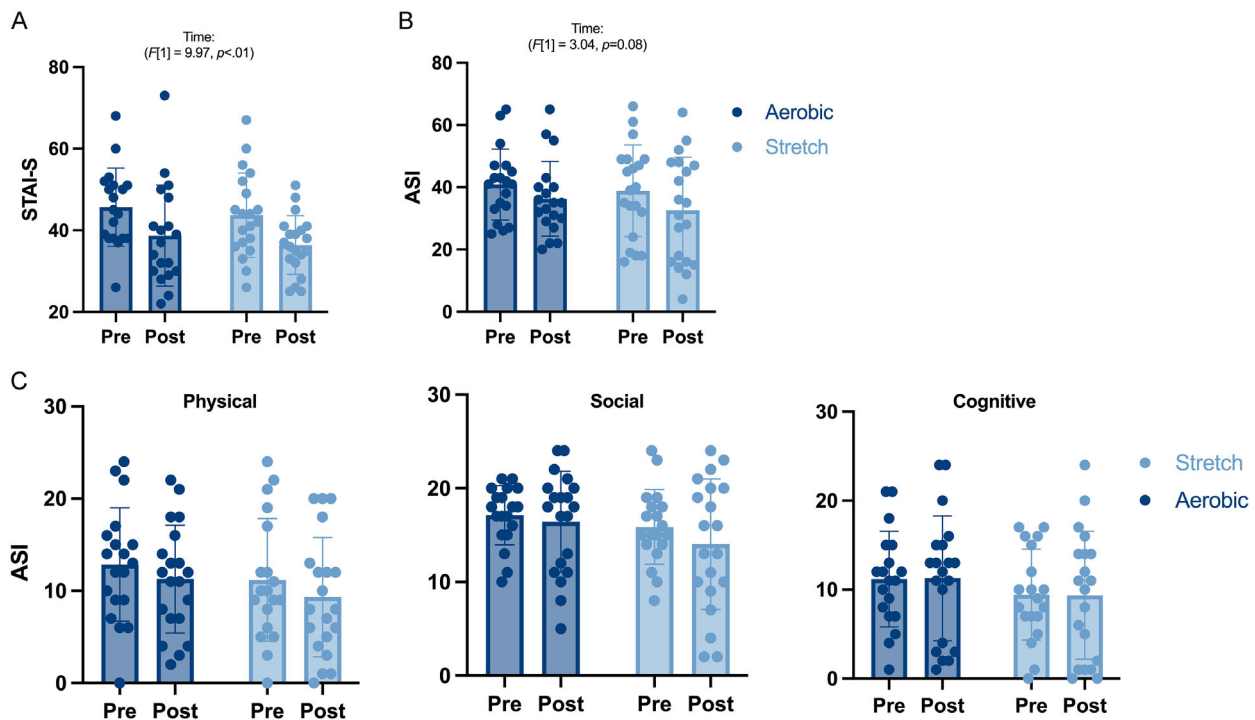 A
Time:
(F[1] = 9.97, p<.01)
STAI-S
80
60
40
20
Pre
Post
Pre
Post
B
Time:
(F[1] = 3.04, p=0.08)
ASI
80
60
40
20
0
Pre
Post
Pre
Post
Aerobic
Stretch
C
Physical
ASI
30
20
10
0
Pre
Post
Pre
Post
Social
30
20
10
0
Pre
Post
Pre
Post
Cognitive
30
20
10
0
Pre
Post
Pre
Post
Stretch
Aerobic